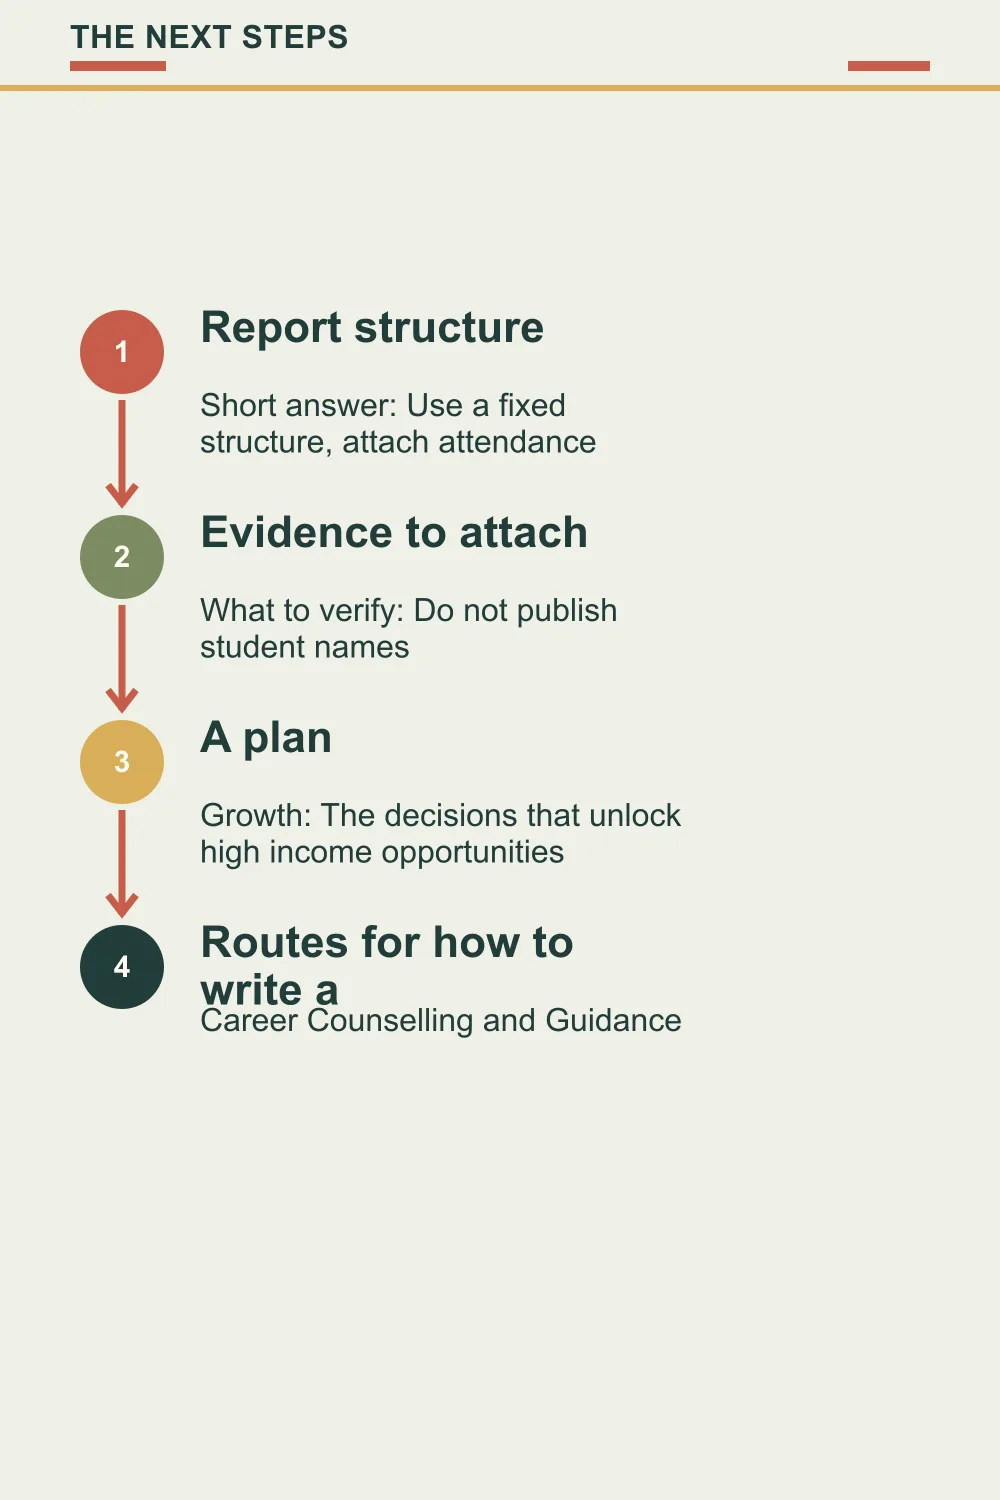 THE NEXT STEPS
1
Report structure
Short answer: Use a fixed
structure, attach attendance
2
Evidence to attach
What to verify: Do not publish
student names
3
A plan
Growth: The decisions that unlock
high income opportunities
4
Routes for how to
write a
Career Counselling and Guidance